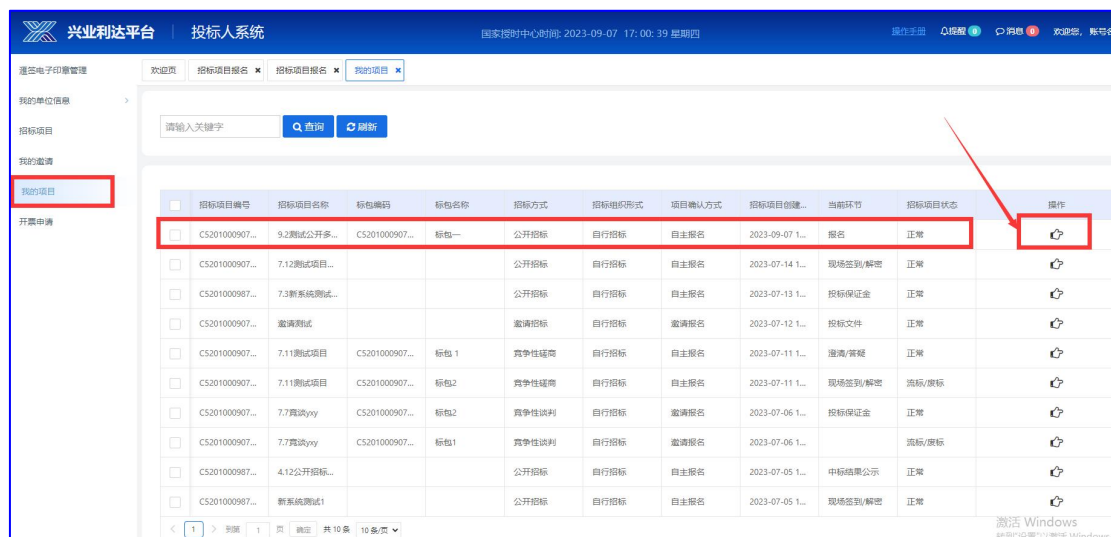 兴业利达平台 投标人系统 国家授时中心时间: 2023-09-07 17: 00: 39 星期四 操作手册 提醒 0 消息 0 欢迎您, 账号名
签电子印章管理 欢迎页 招标项目报名 × 招标项目报名 × 我的项目 ×
我的单位信息 >
招标项目
请输入关键字 查询 刷新
我的邀请
我的项目
招标项目编号 招标项目名称 标包编码 标包名称 招标方式 招标组织形式 项目确认方式 招标项目创建... 当前环节 招标项目状态 操作
开票申请
C5201000907... 9.2测试公开多... C5201000907... 标包一 公开招标 自行招标 自主报名 2023-09-07 1... 报名 正常
C5201000907... 7.12测试项目... 公开招标 自行招标 自主报名 2023-07-14 1... 现场签到/解密 正常
C5201000987... 7.3新系统测试... 公开招标 自行招标 自主报名 2023-07-13 1... 投标保证金 正常
C5201000907... 邀请测试 邀请招标 自行招标 邀请报名 2023-07-12 1... 投标文件 正常
C5201000907... 7.11测试项目 C5201000907... 标包 1 竞争性磋商 自行招标 自主报名 2023-07-11 1... 澄清/答疑 正常
C5201000907... 7.11测试项目 C5201000907... 标包2 竞争性磋商 自行招标 自主报名 2023-07-11 1... 现场签到/解密 流标/废标
C5201000907... 7.7竞谈yxy C5201000907... 标包2 竞争性谈判 自行招标 邀请报名 2023-07-06 1... 投标保证金 正常
C5201000907... 7.7竞谈yxy C5201000907... 标包1 竞争性谈判 自行招标 邀请报名 2023-07-06 1... 流标/废标
C5201000987... 4.12公开招标... 公开招标 自行招标 自主报名 2023-07-05 1... 中标结果公示 正常
C5201000987... 新系统测试1 公开招标 自行招标 自主报名 2023-07-05 1... 现场签到/解密 正常
< 1 > 到第 1 页 确定 共 10 条 10 条/页
激活 Windows
转到"设置"以激活 Windows